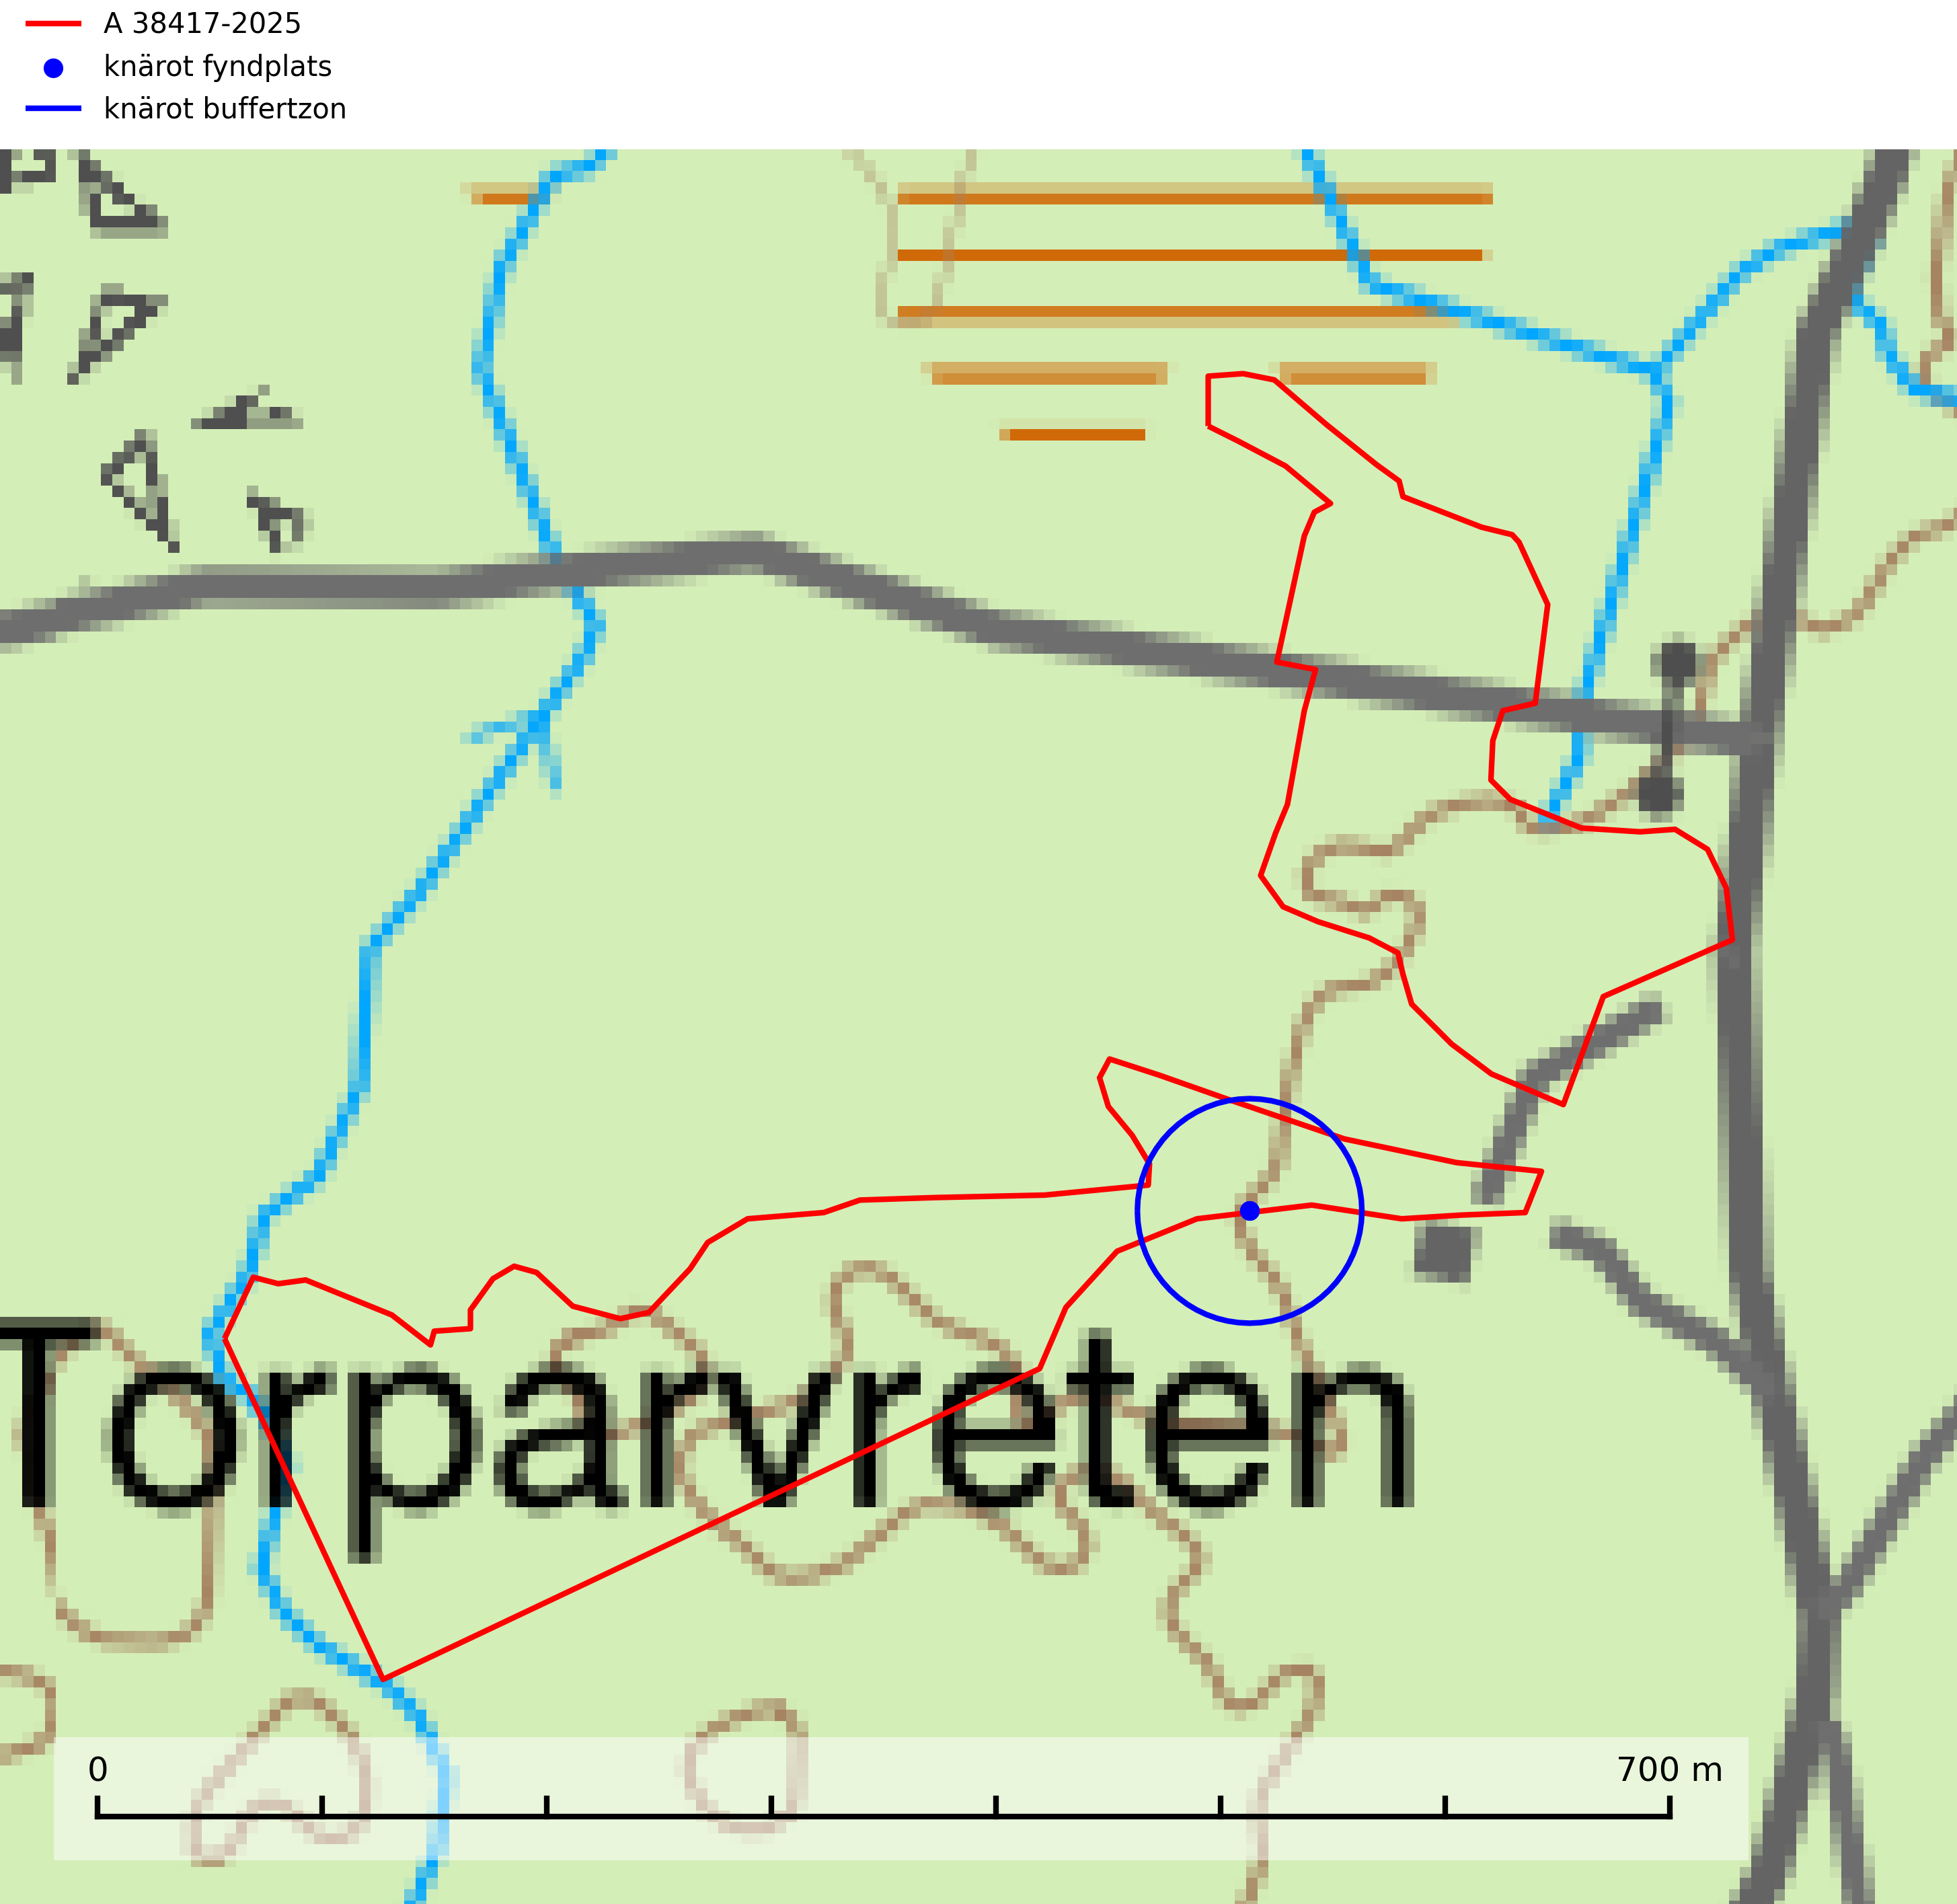 A 38417-2025
knärot fyndplats
knärot buffertzon
Torparvreten
0 700 m